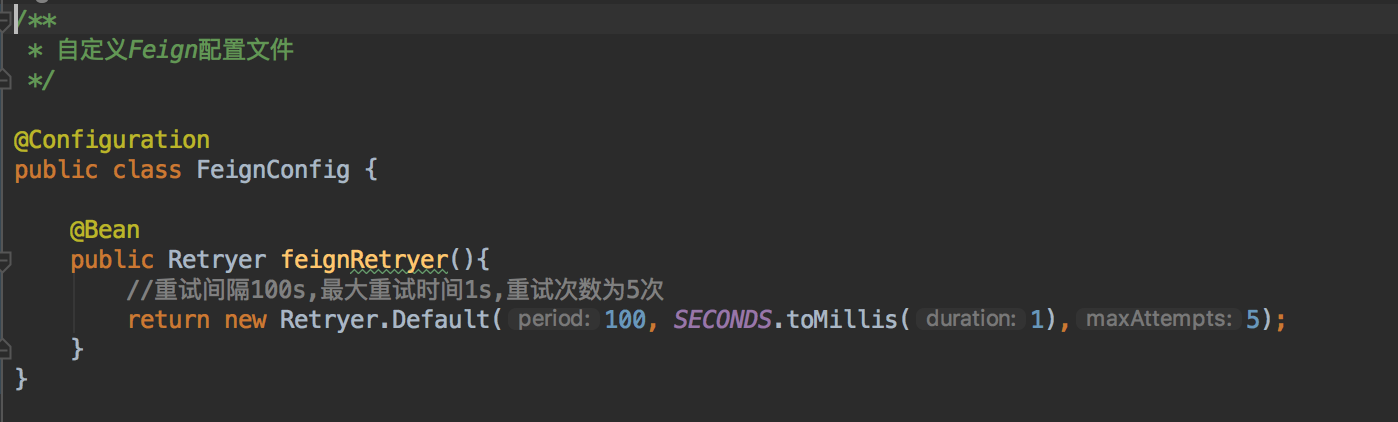 /**
 * 自定义Feign配置文件
 */
@Configuration
public class FeignConfig {
@Bean
public Retryer feignRetryer(){
//重试间隔100s,最大重试时间1s,重试次数为5次
return new Retryer.Default( period: 100, SECONDS.toMillis( duration: 1), maxAttempts: 5);
}
}